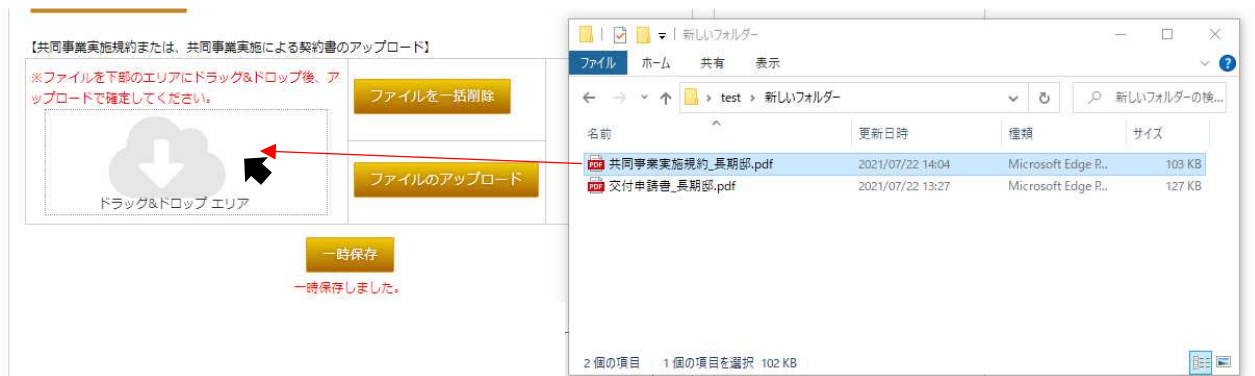 【共同事業実施規約または、共同事業実施による契約書のアップロード】
※ファイルを下部のエリアにドラッグ&ドロップ後、ア
ップロードで確定してください。
ファイルを一括削除
ドラッグ&ドロップ エリア
ファイルのアップロード
一時保存
一時保存しました。
新しいフォルダー
ファイル ホーム 共有 表示
test › 新しいフォルダー
新しいフォルダーの検...
名前 更新日時 種類 サイズ
共同事業実施規約_長期邸.pdf 2021/07/22 14:04 Microsoft Edge P... 103 KB
交付申請書_長期邸.pdf 2021/07/22 13:27 Microsoft Edge P... 127 KB
2 個の項目 1 個の項目を選択 102 KB